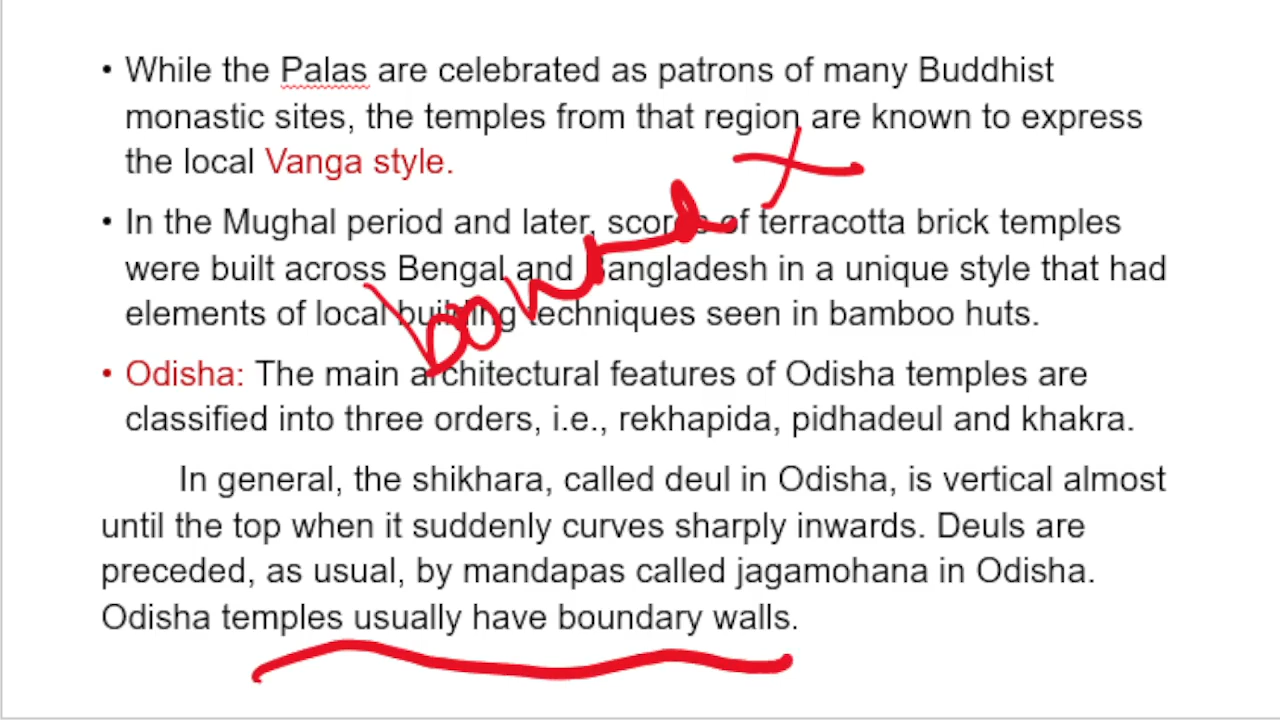 • While the Palas are celebrated as patrons of many Buddhist
monastic sites, the temples from that region are known to express
the local Vanga style.
• In the Mughal period and later, scores of terracotta brick temples
were built across Bengal and Bangladesh in a unique style that had
elements of local building techniques seen in bamboo huts.
• Odisha: The main architectural features of Odisha temples are
classified into three orders, i.e., rekhapida, pidhadeul and khakra.
In general, the shikhara, called deul in Odisha, is vertical almost
until the top when it suddenly curves sharply inwards. Deuls are
preceded, as usual, by mandapas called jagamohana in Odisha.
Odisha temples usually have boundary walls.